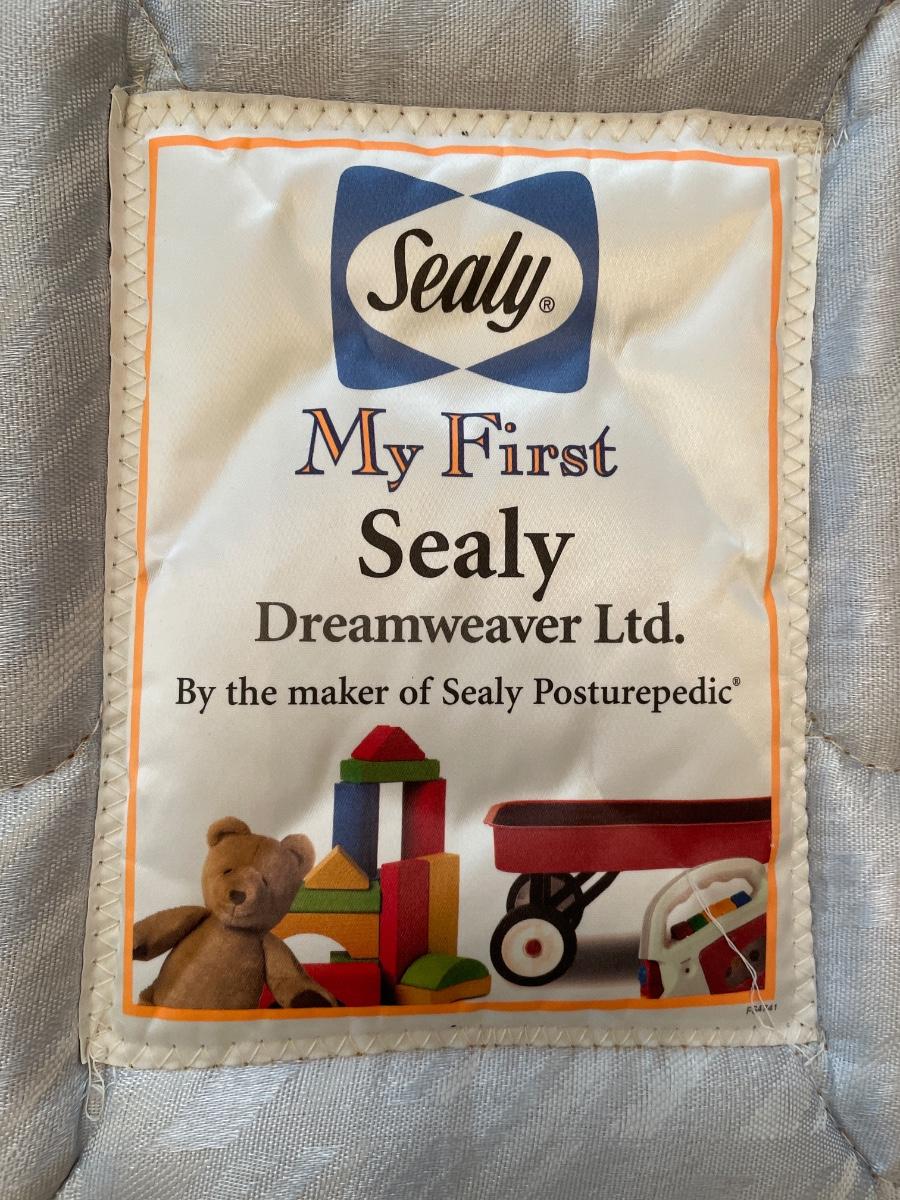 Sealy®
My First
Sealy
Dreamweaver Ltd.
By the maker of Sealy Posturepedic®